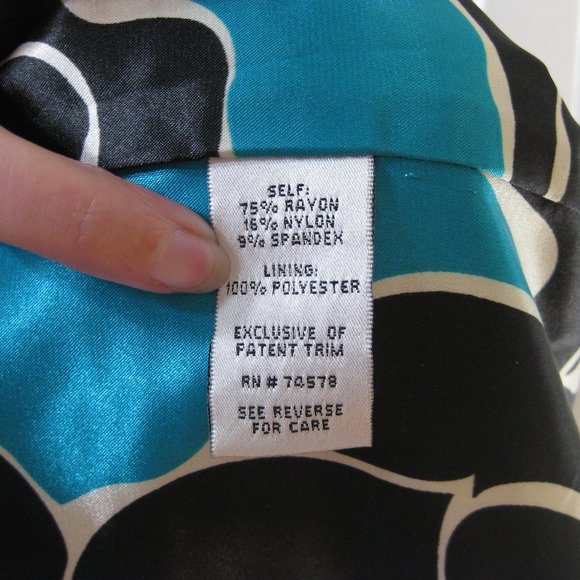 SELF:
75% RAYON
16% NYLON
9% SPANDEX
LINING:
100% POLYESTER
EXCLUSIVE OF
PATENT TRIM
RN # 74578
SEE REVERSE
FOR CARE